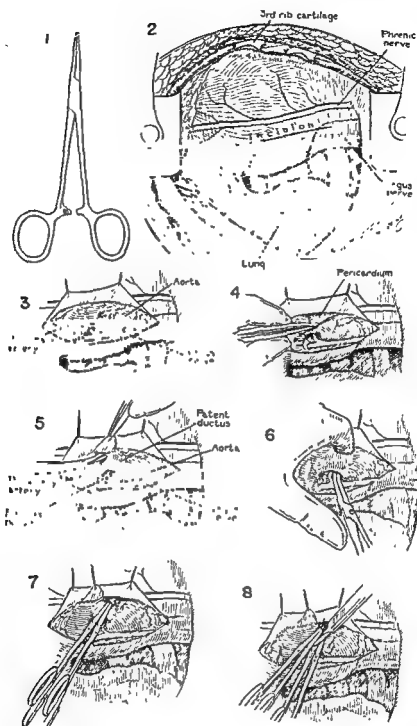 1
2
3rd rib cartilage
Phrenic
nerve
Incision
Lung
3
Aorta
4
Pericardium
5
Patent
ductus
Aorta
6
7
8